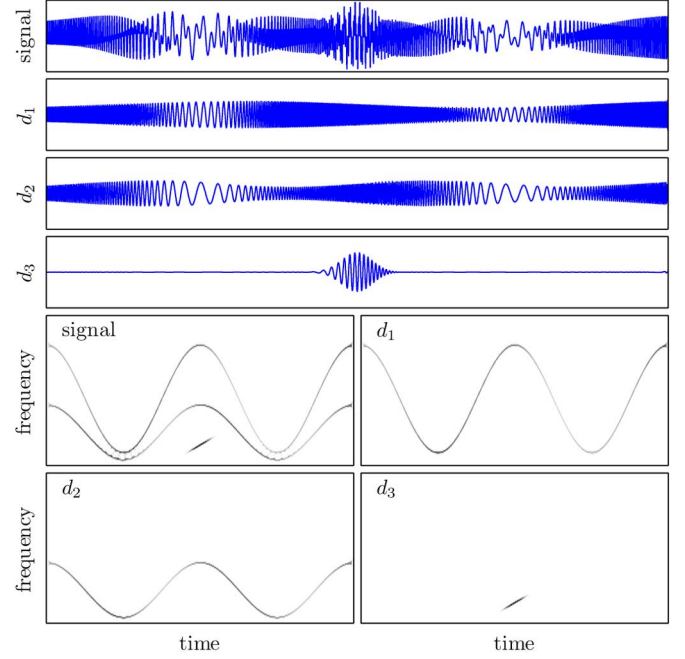 signal
d₁
d₂
d₃
signal
d₁
frequency
d₂
d₃
frequency
time
time